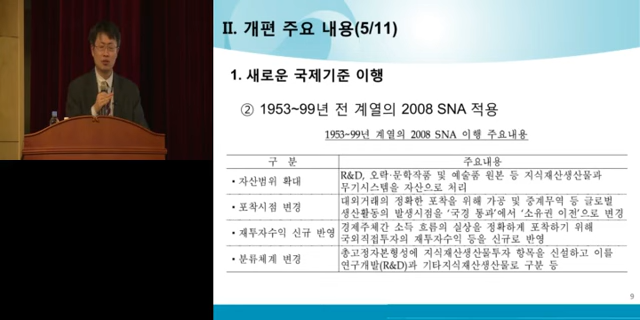 II. 개편 주요 내용(5/11)
1. 새로운 국제기준 이행
② 1953~99년 전 계열의 2008 SNA 적용
1953~99년 계열의 2008 SNA 이행 주요내용
구 분 주요내용
• 자산범위 확대 R&D, 오락·문학작품 및 예술품 원본 등 지식재산생산물과
무기시스템을 자산으로 처리
• 포착시점 변경 대외거래의 정확한 포착을 위해 가공 및 중계무역 등 글로벌
생산활동의 발생시점을 '국경 통과'에서 '소유권 이전'으로 변경
• 재투자수익 신규 반영 경제주체간 소득 흐름의 실상을 정확하게 포착하기 위해
국외직접투자의 재투자수익 등을 신규로 반영
• 분류체계 변경 총고정자본형성에 지식재산생산물투자 항목을 신설하고 이를
연구개발(R&D)과 기타지식재산생산물로 구분 등
9